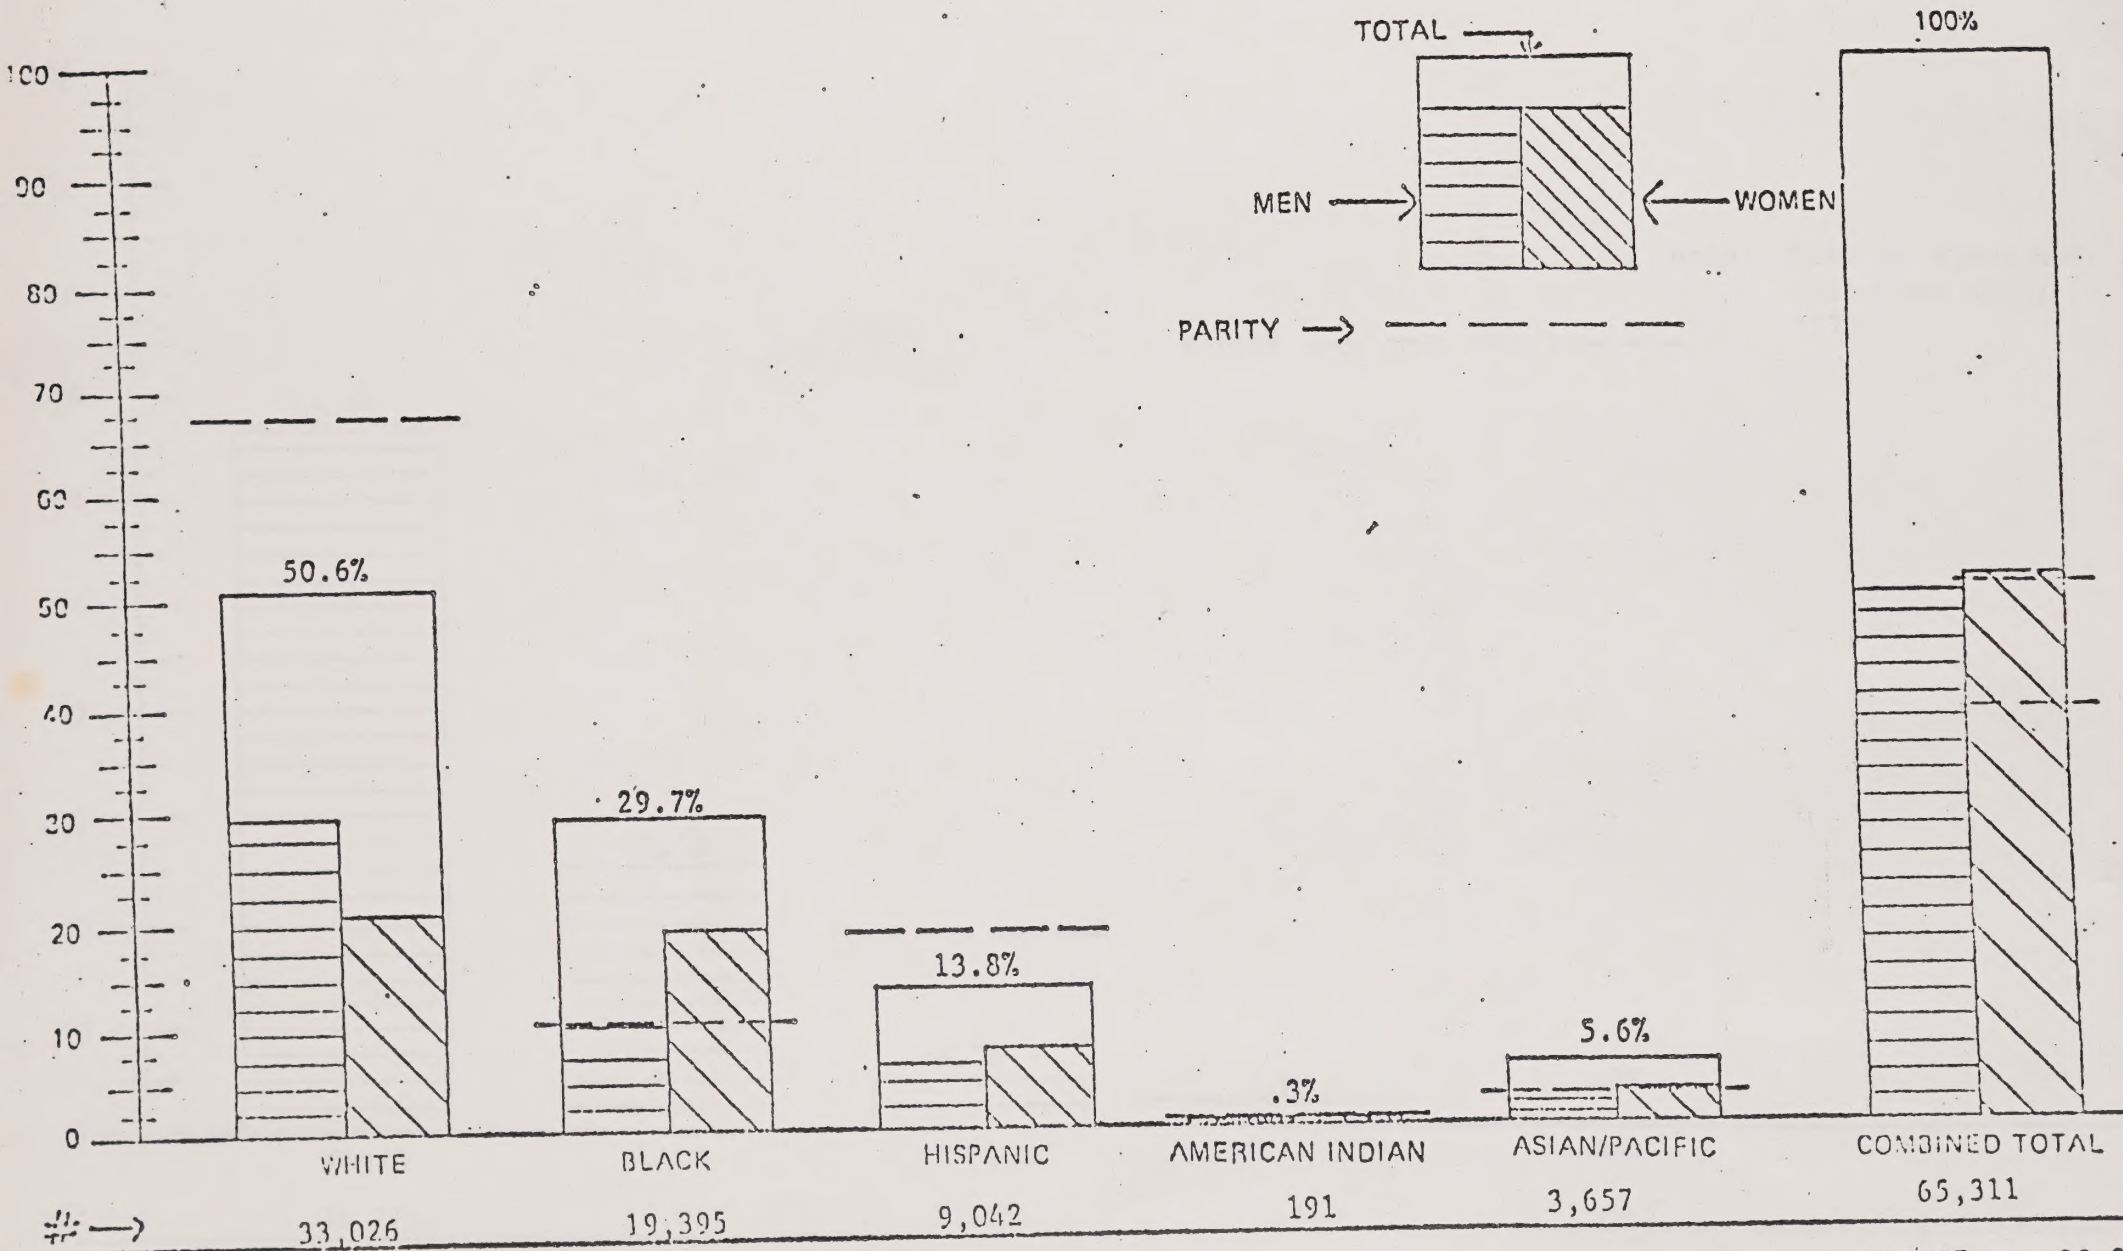 TOTAL
100%
MEN
WOMEN
PARITY
100
90
80
70
60
50
40
30
20
10
0
50.6%
29.7%
13.8%
.3%
5.6%
WHITE
BLACK
HISPANIC
AMERICAN INDIAN
ASIAN/PACIFIC
COMBINED TOTAL
# 33,026 19,395 9,042 191 3,657 65,311